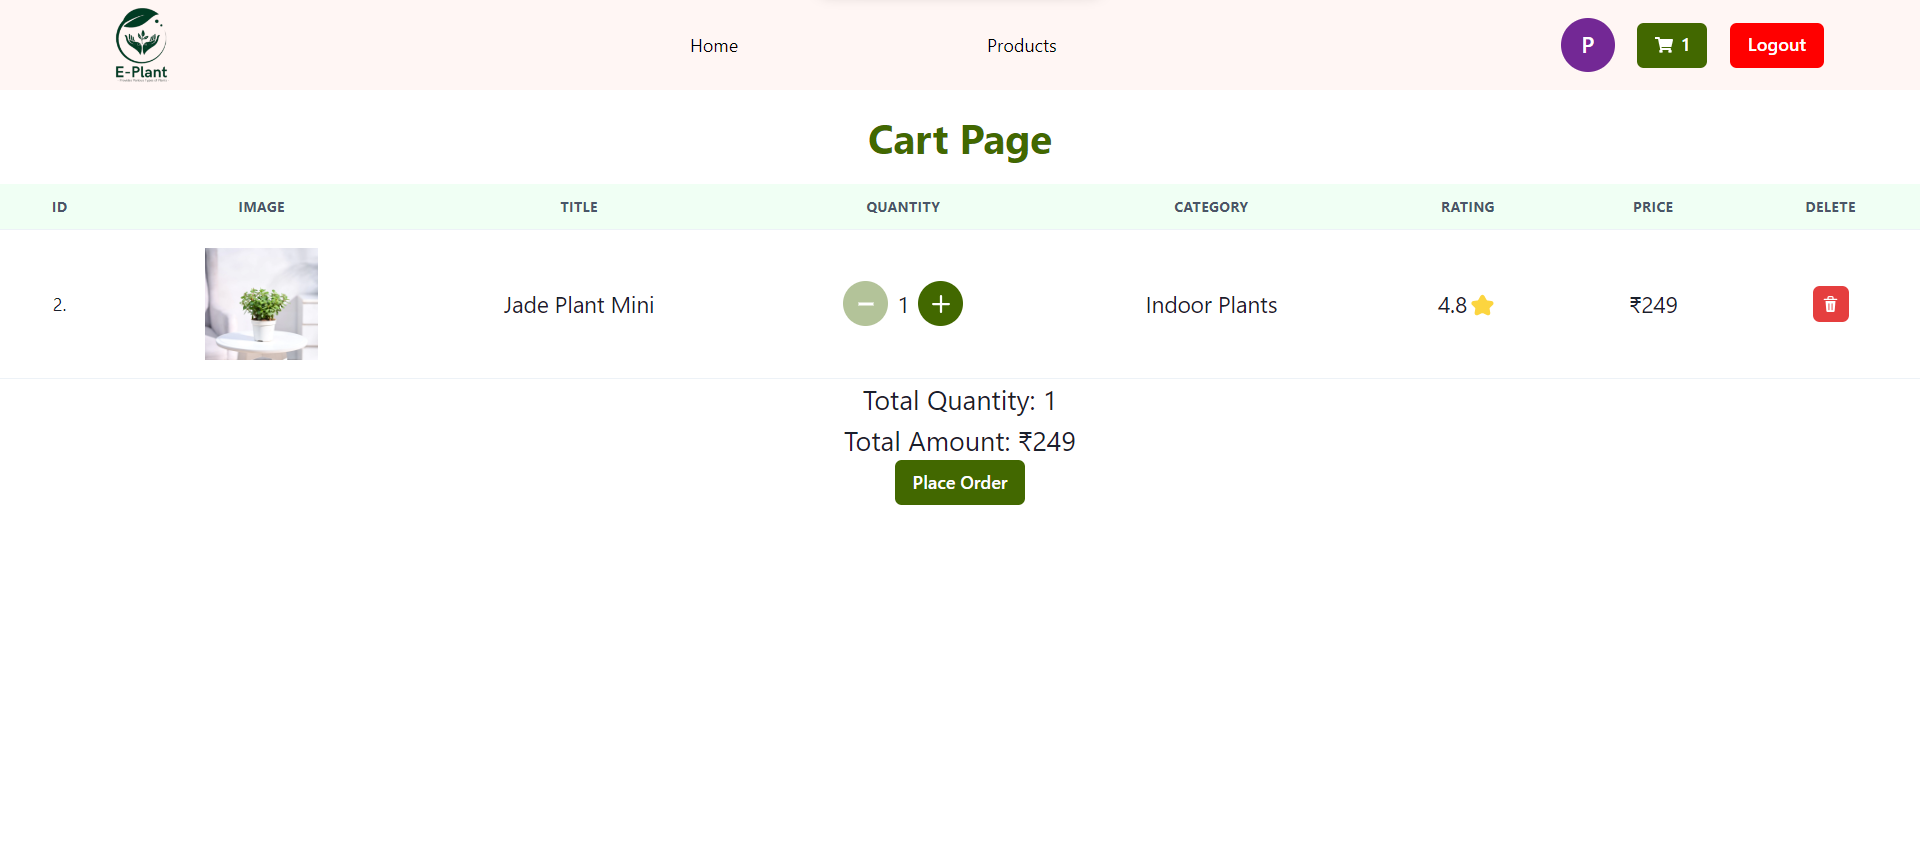 E-Plant
Home
Products
P
1
Logout
Cart Page
ID IMAGE TITLE QUANTITY CATEGORY RATING PRICE DELETE
2. Jade Plant Mini 1 Indoor Plants 4.8 ₹249
Total Quantity: 1
Total Amount: ₹249
Place Order